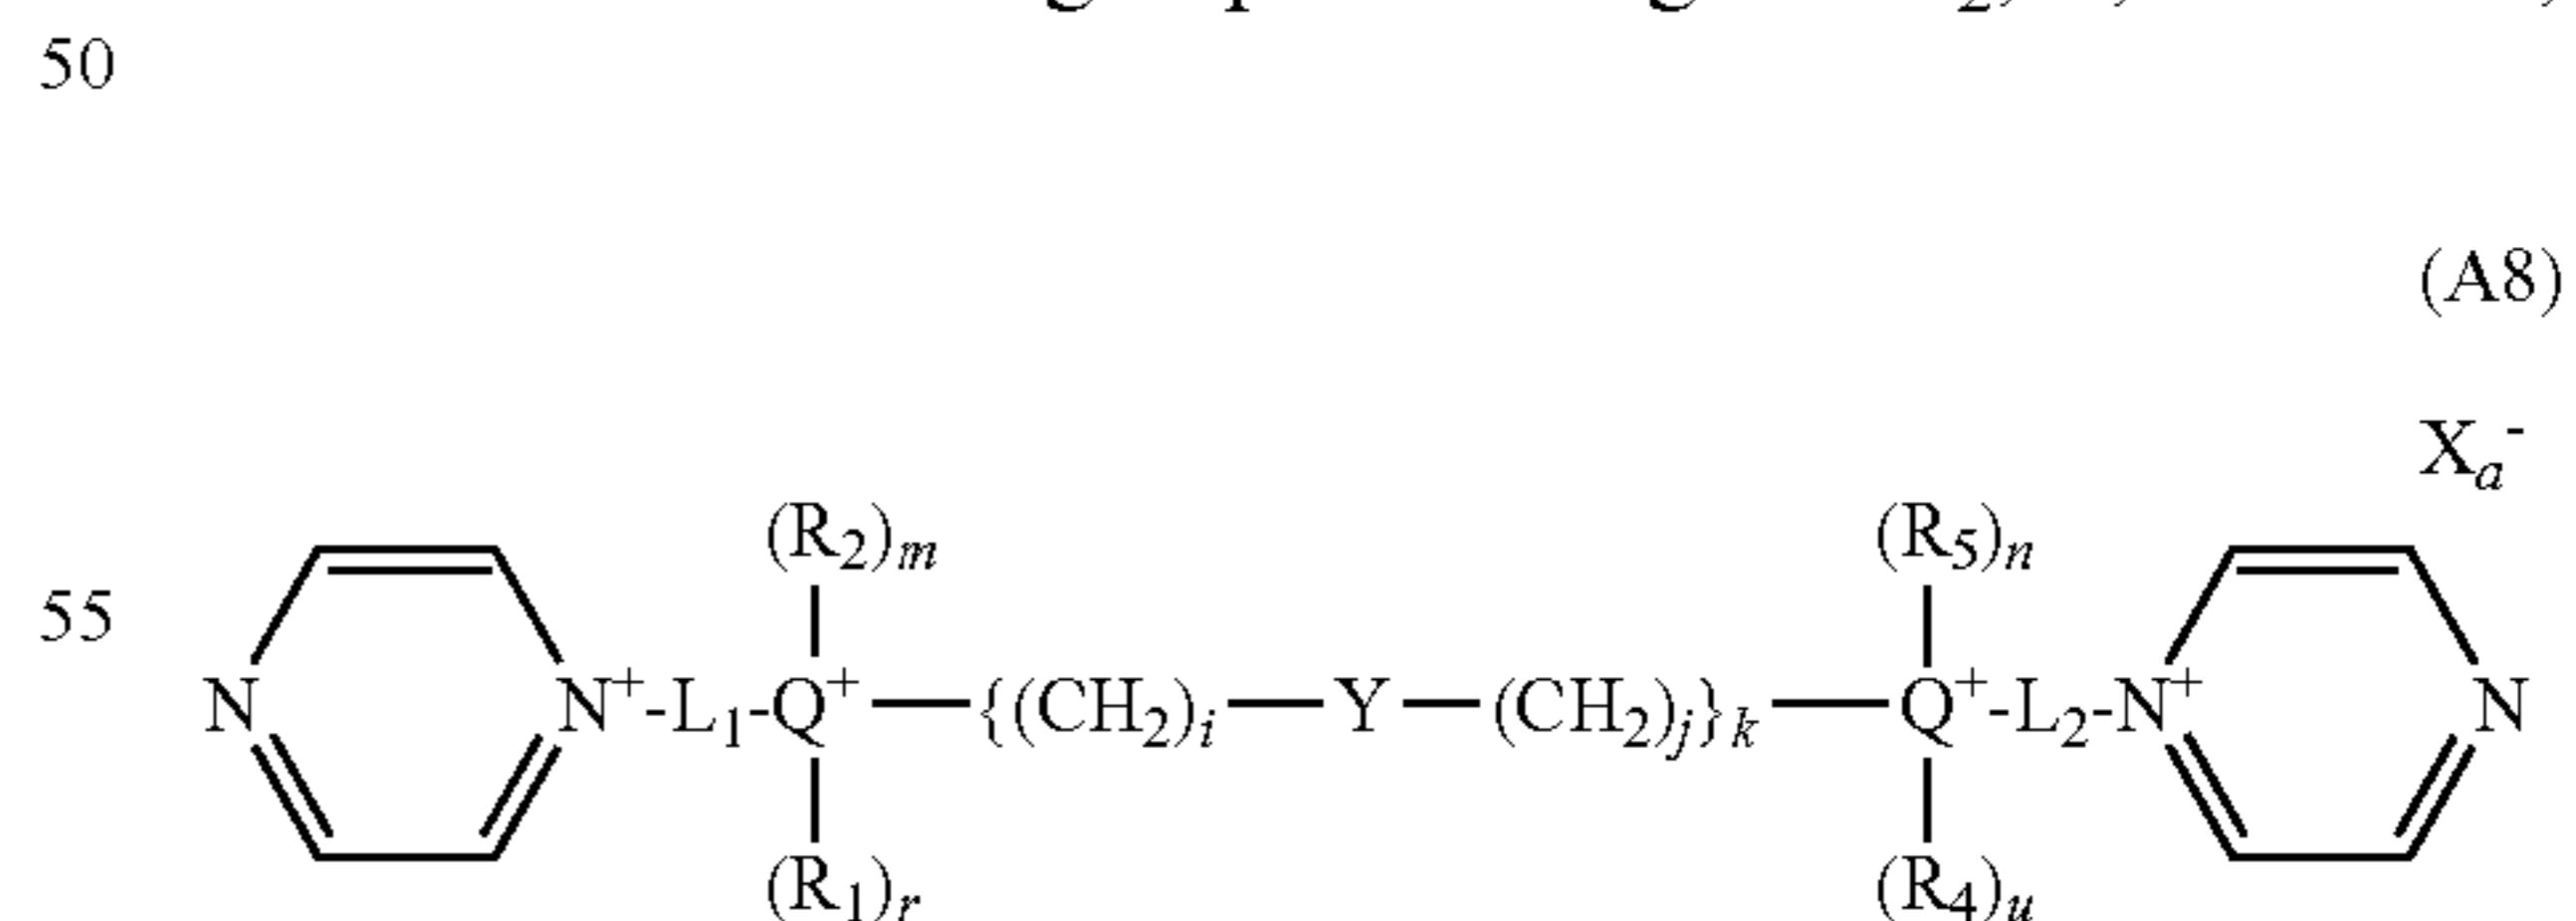 50
(A8)
Xa-
(R2)m (R5)n
55
N N+-L1-Q+—{(CH2)i—Y—(CH2)j}k—Q+-L2-N+ N
(R1)r (R4)u